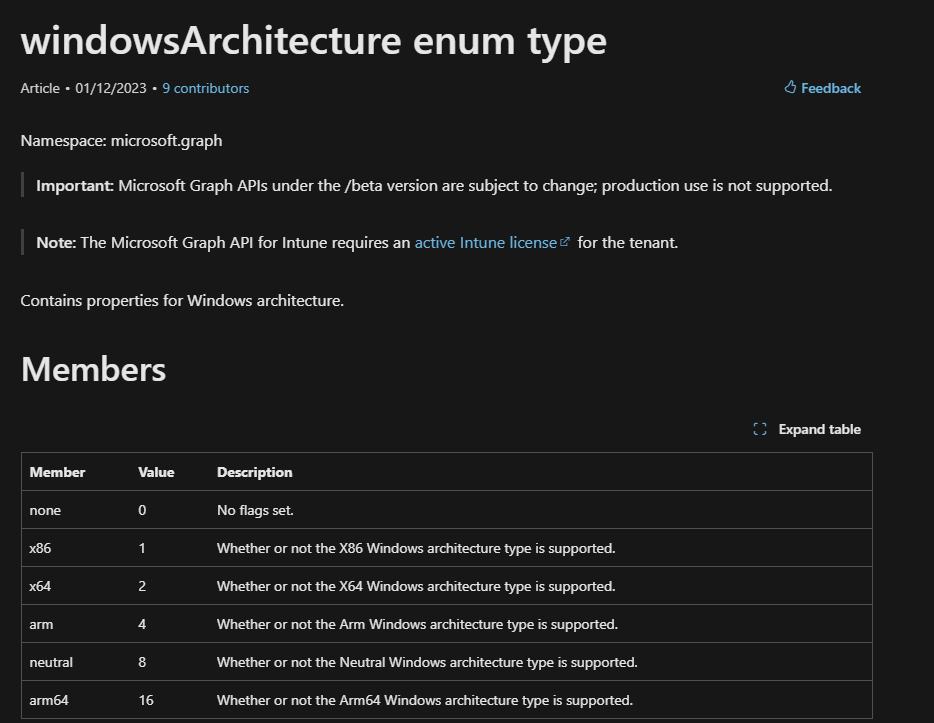 windowsArchitecture enum type
Article • 01/12/2023 • 9 contributors
Feedback
Namespace: microsoft.graph
Important: Microsoft Graph APIs under the /beta version are subject to change; production use is not supported.
Note: The Microsoft Graph API for Intune requires an active Intune license for the tenant.
Contains properties for Windows architecture.
Members
Expand table
Member Value Description
none 0 No flags set.
x86 1 Whether or not the X86 Windows architecture type is supported.
x64 2 Whether or not the X64 Windows architecture type is supported.
arm 4 Whether or not the Arm Windows architecture type is supported.
neutral 8 Whether or not the Neutral Windows architecture type is supported.
arm64 16 Whether or not the Arm64 Windows architecture type is supported.